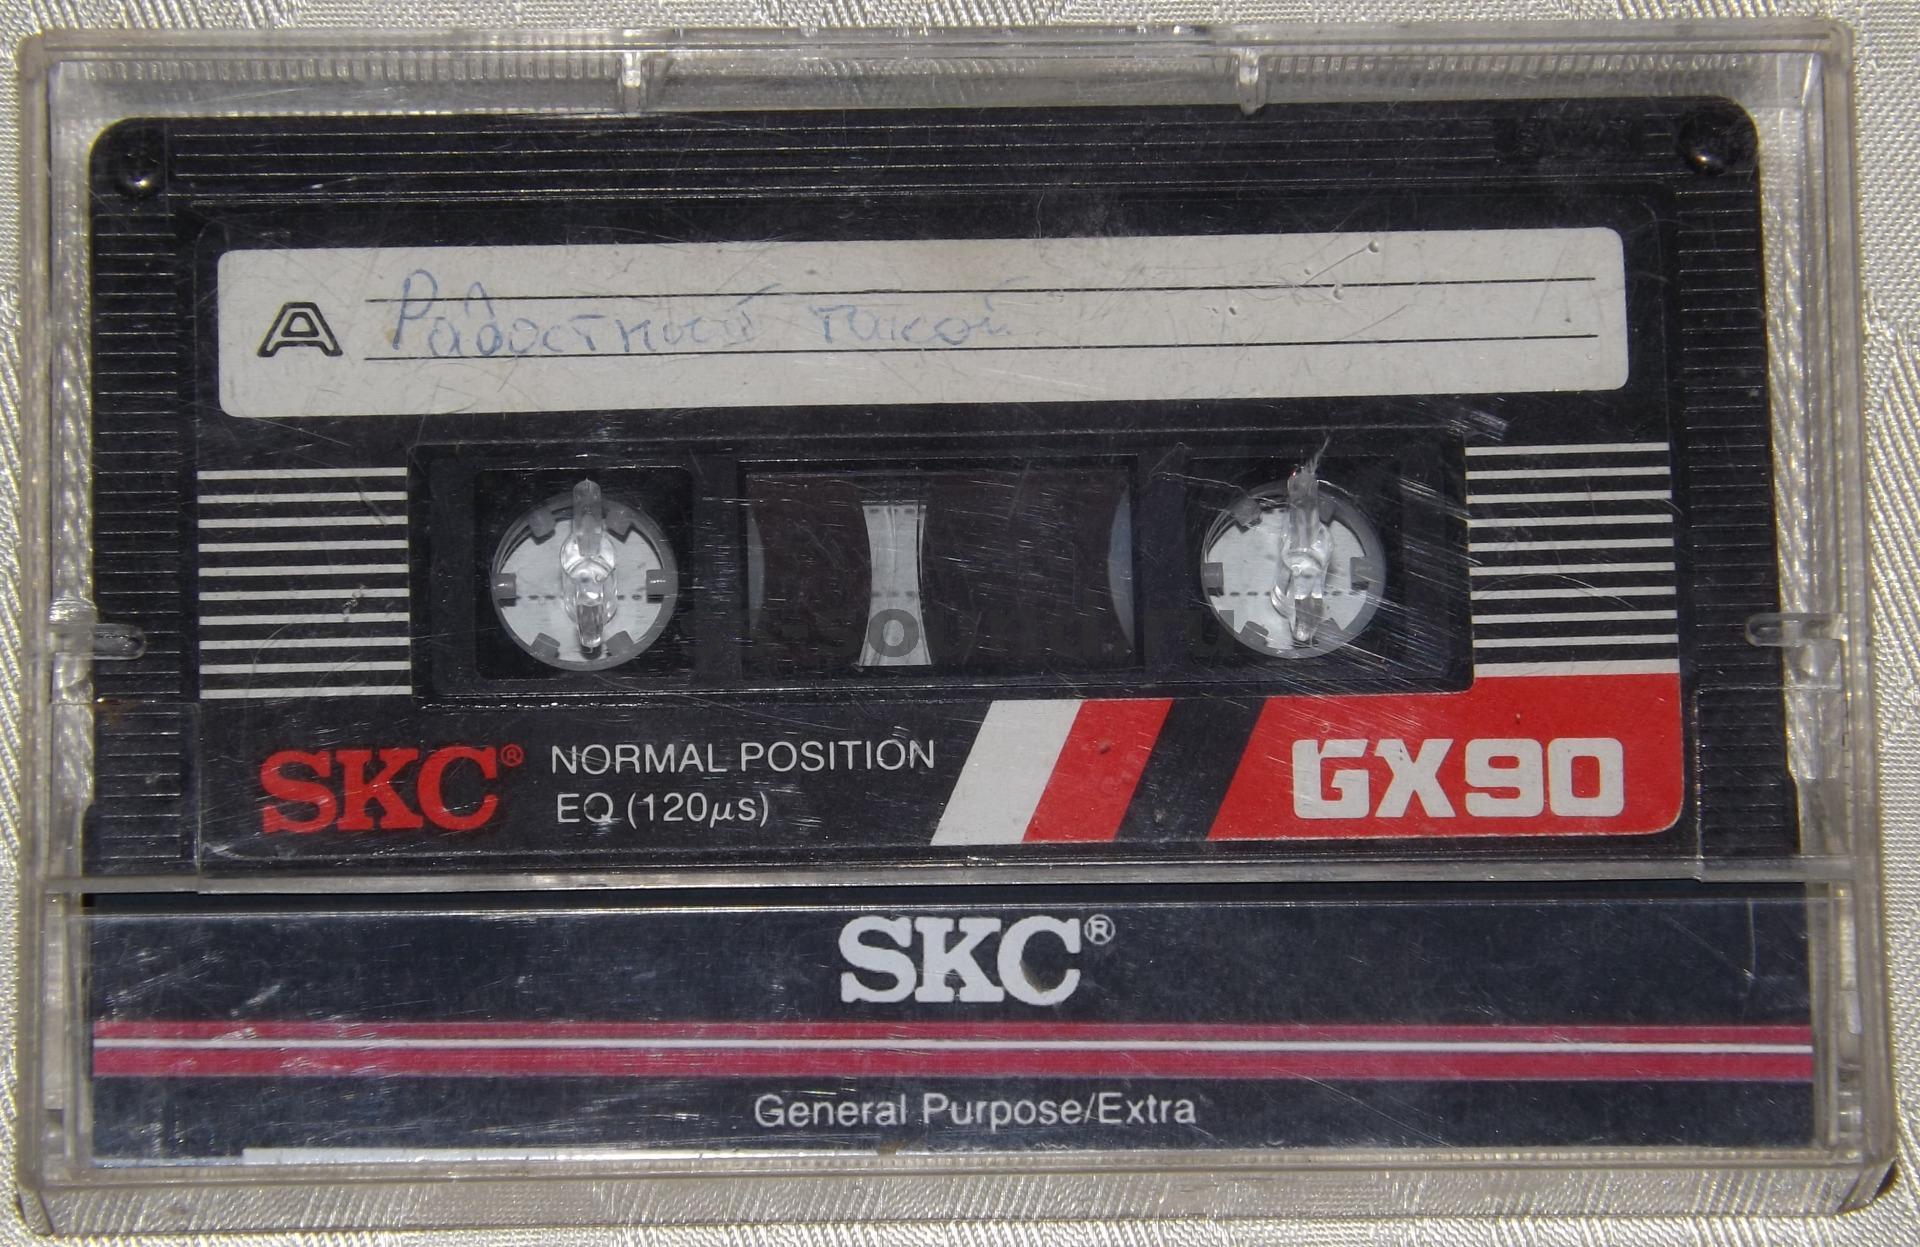 A Радостный такой
SKC® NORMAL POSITION
EQ (120μs)
GX90
SKC®
General Purpose/Extra